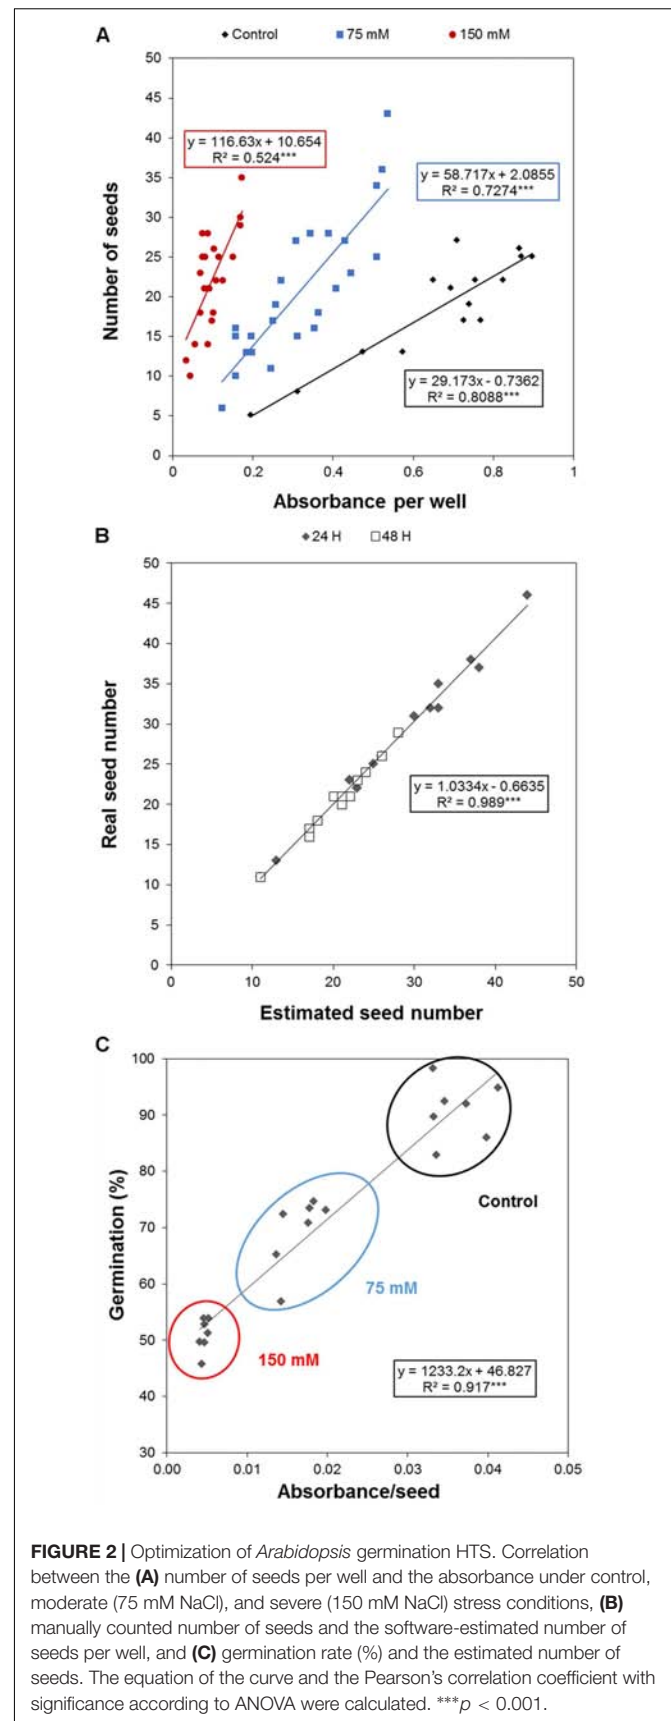 A
Control 75 mM 150 mM
50
45
40
35
30
25
20
15
10
5
0
Number of seeds
y = 116.63x + 10.654
R² = 0.524***
y = 58.717x + 2.0855
R² = 0.7274***
y = 29.173x - 0.7362
R² = 0.8088***
0 0.2 0.4 0.6 0.8 1
Absorbance per well
B
24 H 48 H
50
45
40
35
30
25
20
15
10
5
0
Real seed number
y = 1.0334x - 0.6635
R² = 0.989***
0 10 20 30 40 50
Estimated seed number
C
100
90
80
70
60
50
40
30
Germination (%)
Control
75 mM
150 mM
y = 1233.2x + 46.827
R² = 0.917***
0.00 0.01 0.02 0.03 0.04 0.05
Absorbance/seed
FIGURE 2 | Optimization of Arabidopsis germination HTS. Correlation
between the (A) number of seeds per well and the absorbance under control,
moderate (75 mM NaCl), and severe (150 mM NaCl) stress conditions, (B)
manually counted number of seeds and the software-estimated number of
seeds per well, and (C) germination rate (%) and the estimated number of
seeds. The equation of the curve and the Pearson's correlation coefficient with
significance according to ANOVA were calculated. ***p < 0.001.